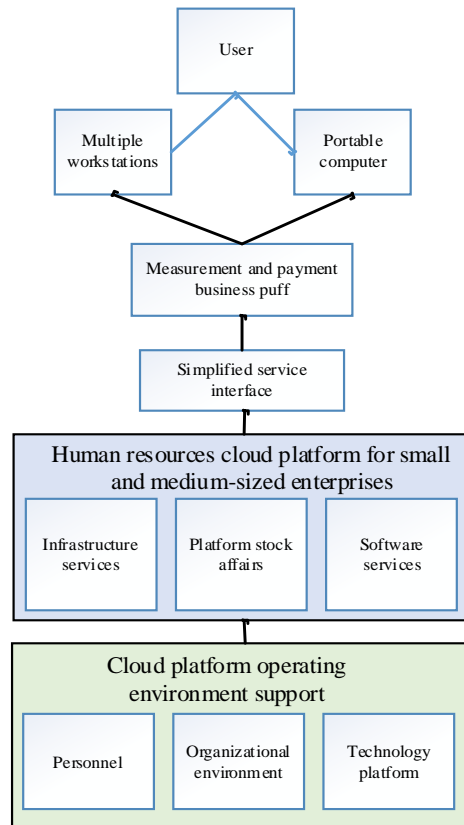 User
Multiple
workstations
Portable
computer
Measurement and payment
business puff
Simplified service
interface
Human resources cloud platform for small
and medium-sized enterprises
Infrastructure
services
Platform stock
affairs
Software
services
Cloud platform operating
environment support
Personnel
Organizational
environment
Technology
platform